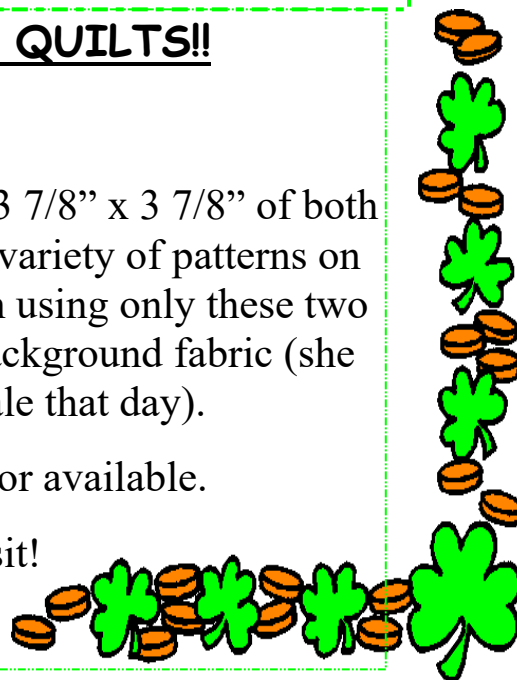 QUILTS!!
3 7/8” x 3 7/8” of both
variety of patterns on
using only these two
ckground fabric (she
le that day).
or available.
sit!